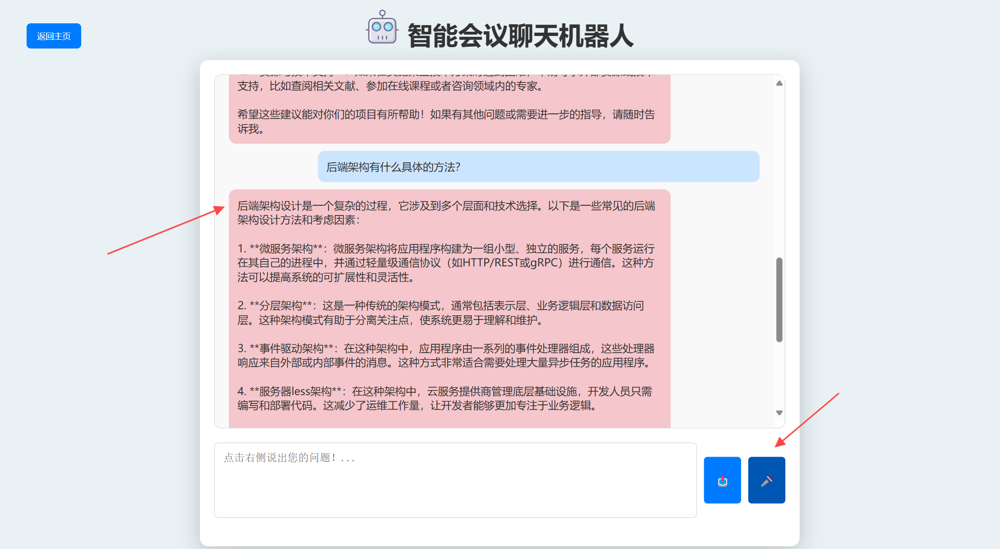 返回主页
智能会议聊天机器人
支持，比如查阅相关文献、参加在线课程或者咨询领域内的专家。
希望这些建议能对你们的项目有所帮助！如果有其他问题或需要进一步的指导，请随时告
诉我。
后端架构有什么具体的方法？
后端架构设计是一个复杂的过程，它涉及到多个层面和技术选择。以下是一些常见的后端
架构设计方法和考虑因素：
1. **微服务架构**：微服务架构将应用程序构建为一组小型、独立的服务，每个服务运行
在其自己的进程中，并通过轻量级通信协议（如HTTP/REST或gRPC）进行通信。这种方
法可以提高系统的可扩展性和灵活性。
2. **分层架构**：这是一种传统的架构模式，通常包括表示层、业务逻辑层和数据访问
层。这种架构模式有助于分离关注点，使系统更易于理解和维护。
3. **事件驱动架构**：在这种架构中，应用程序由一系列的事件处理器组成，这些处理器
响应来自外部或内部事件的消息。这种方式非常适合需要处理大量异步任务的应用程序。
4. **服务器less架构**：在这种架构中，云服务提供商管理底层基础设施，开发人员只需
编写和部署代码。这减少了运维工作量，让开发者能够更加专注于业务逻辑。
点击右侧说出您的问题！...